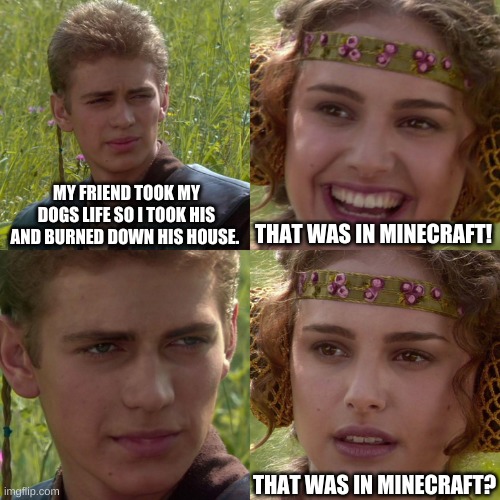 MY FRIEND TOOK MY
DOGS LIFE SO I TOOK HIS
AND BURNED DOWN HIS HOUSE.
THAT WAS IN MINECRAFT!
THAT WAS IN MINECRAFT?
imgflip.com